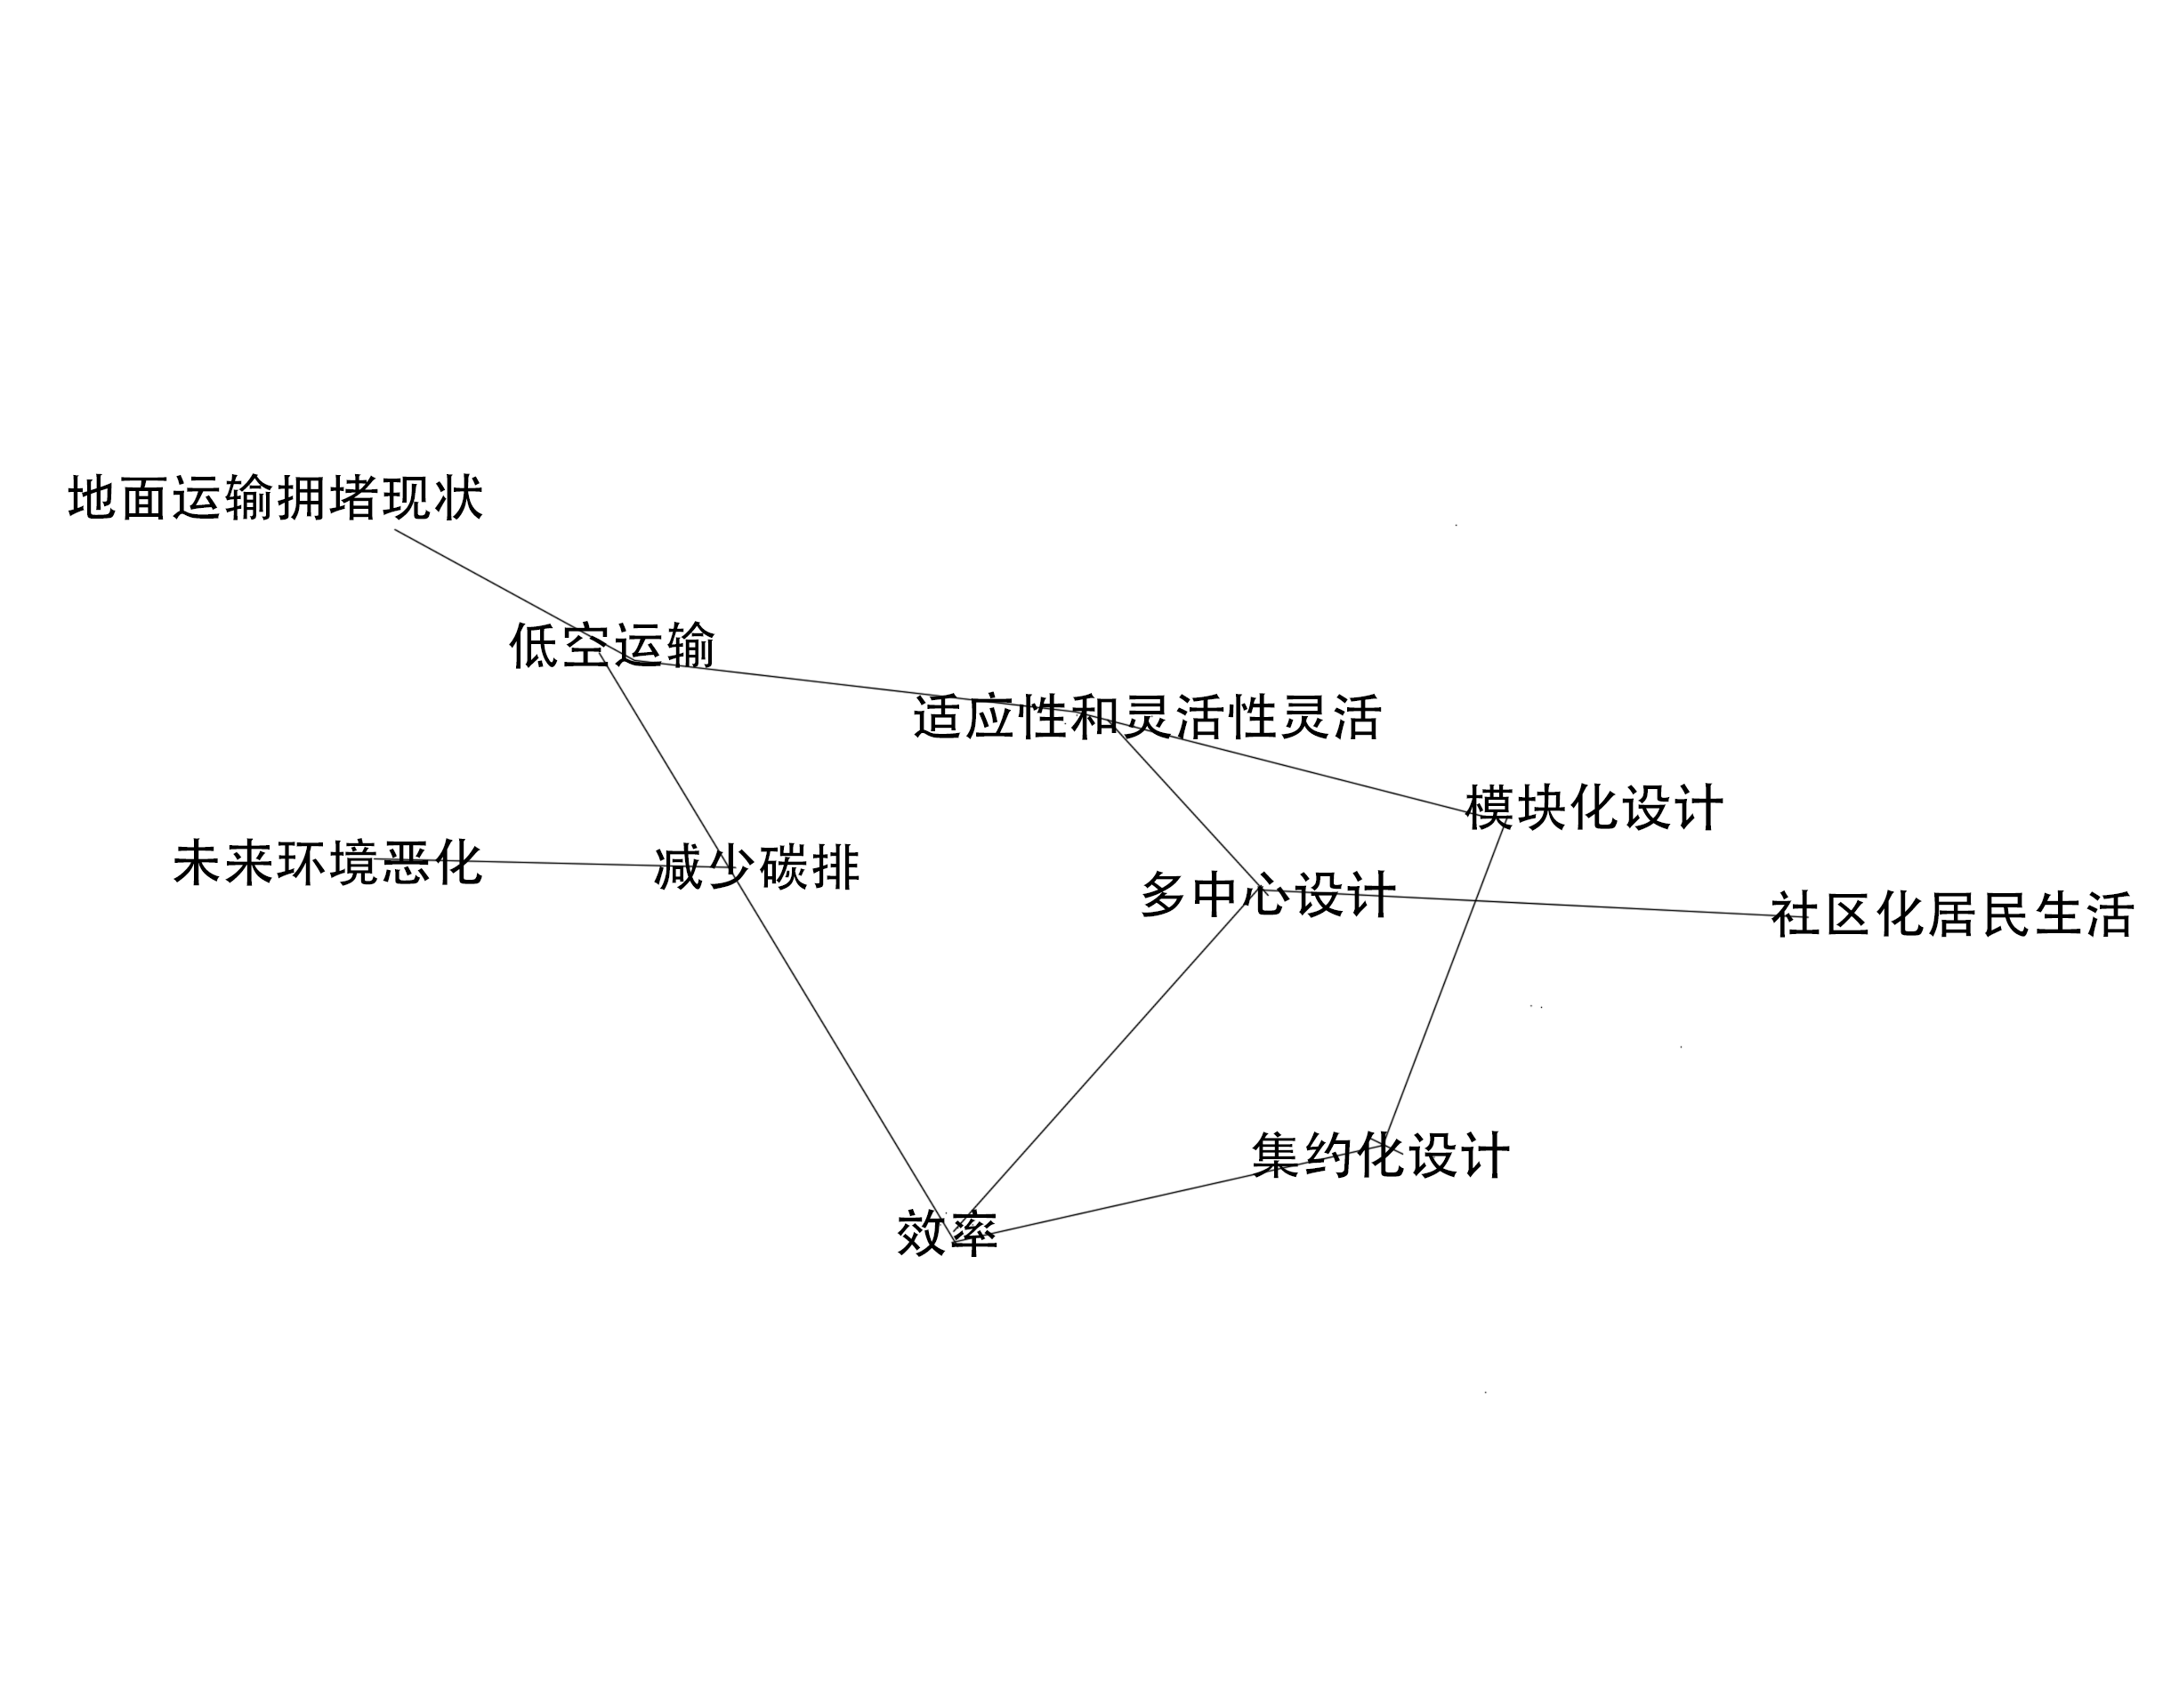 地面运输拥堵现状
低空运输
适应性和灵活性灵活
模块化设计
未来环境恶化
减少碳排
多中心设计
社区化居民生活
集约化设计
效率